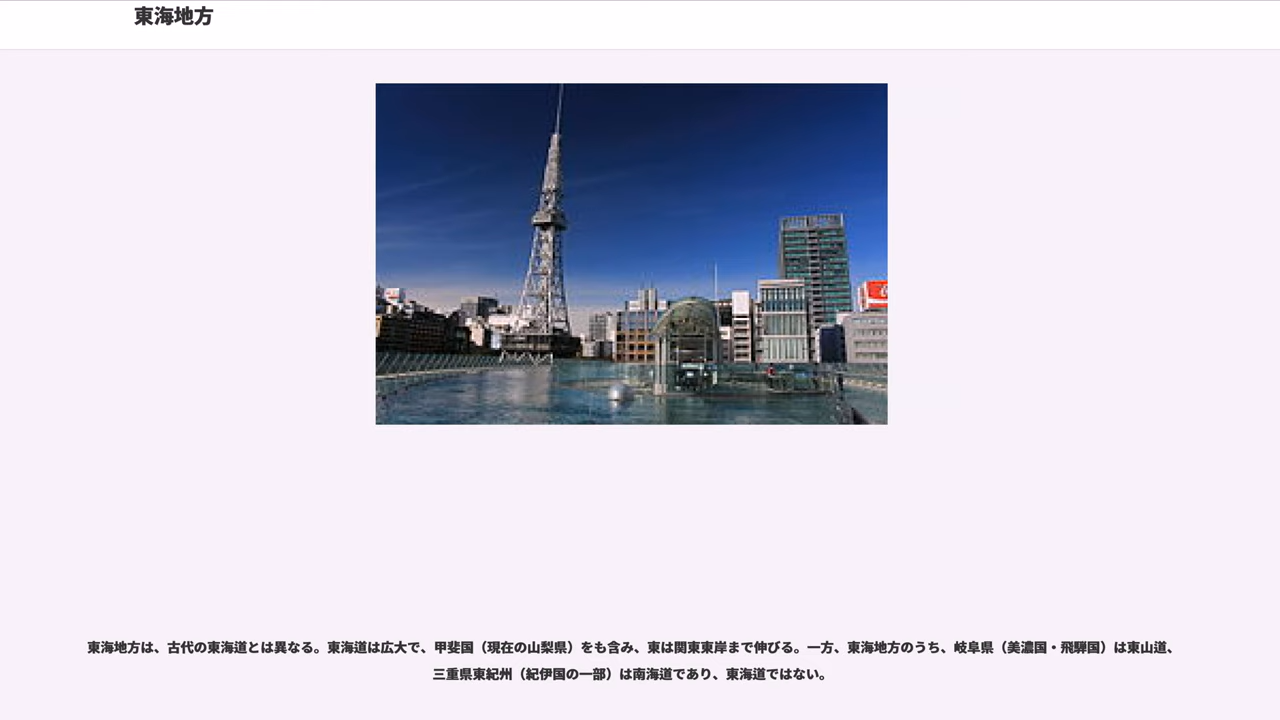 東海地方
東海地方は、古代の東海道とは異なる。東海道は広大で、甲斐国（現在の山梨県）をも含み、東は関東東岸まで伸びる。一方、東海地方のうち、岐阜県（美濃国・飛騨国）は東山道、
三重県東紀州（紀伊国の一部）は南海道であり、東海道ではない。